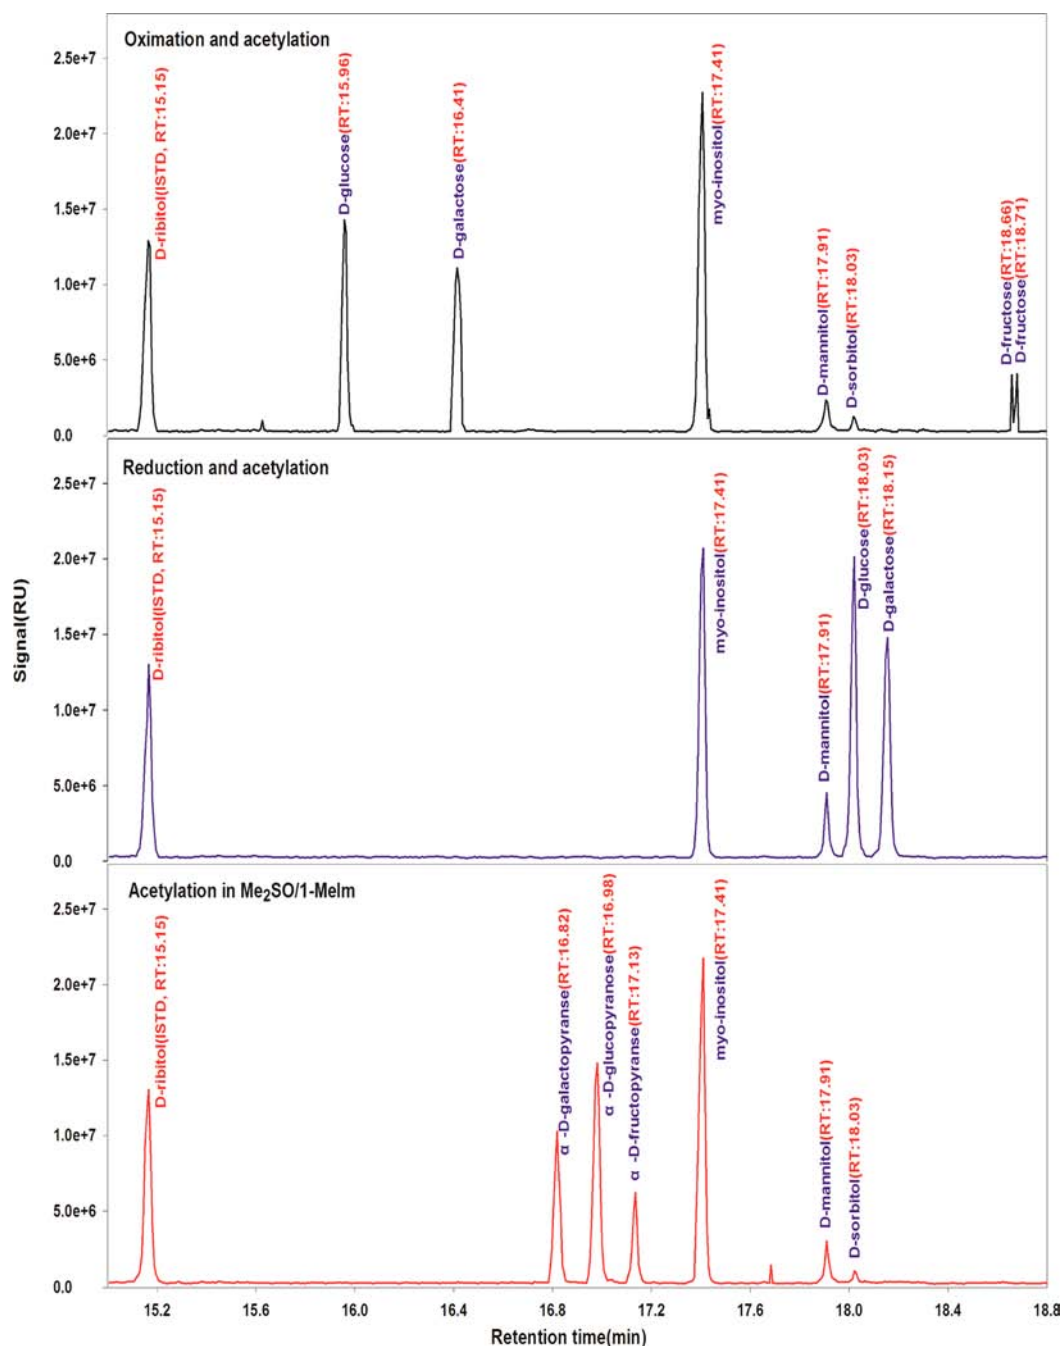 Oximation and acetylation
2.5e+7
2.0e+7
1.5e+7
1.0e+7
5.0e+6
0.0
D-ribitol(ISTD, RT:15.15)
D-glucose(RT:15.96)
D-galactose(RT:16.41)
myo-inositol(RT:17.41)
D-mannitol(RT:17.91)
D-sorbitol(RT:18.03)
D-fructose(RT:18.66)
D-fructose(RT:18.71)
Reduction and acetylation
2.5e+7
2.0e+7
1.5e+7
1.0e+7
5.0e+6
0.0
D-ribitol(ISTD, RT:15.15)
myo-inositol(RT:17.41)
D-mannitol(RT:17.91)
D-glucose(RT:18.03)
D-galactose(RT:18.15)
Signal(RU)
Acetylation in Me2SO/1-MeIm
2.5e+7
2.0e+7
1.5e+7
1.0e+7
5.0e+6
0.0
D-ribitol(ISTD, RT:15.15)
α -D-galactopyranse(RT:16.82)
α -D-glucopyranose(RT:16.98)
α -D-fructopyranse(RT:17.13)
myo-inositol(RT:17.41)
D-mannitol(RT:17.91)
D-sorbitol(RT:18.03)
15.2 15.6 16.0 16.4 16.8 17.2 17.6 18.0 18.4 18.8
Retention time(min)